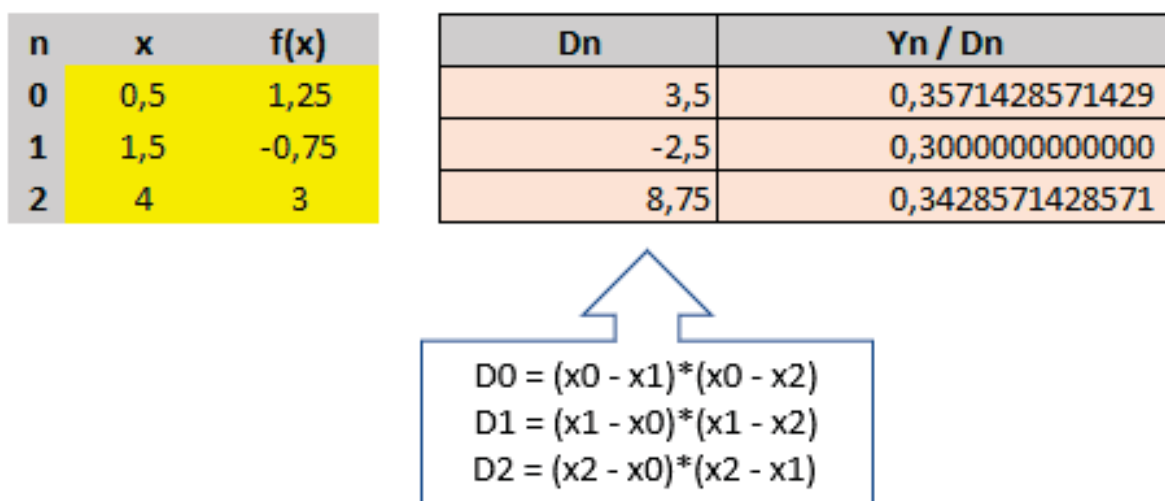 n x f(x) Dn Yn / Dn
0 0,5 1,25 3,5 0,3571428571429
1 1,5 -0,75 -2,5 0,3000000000000
2 4 3 8,75 0,3428571428571
D0 = (x0 - x1)*(x0 - x2)
D1 = (x1 - x0)*(x1 - x2)
D2 = (x2 - x0)*(x2 - x1)